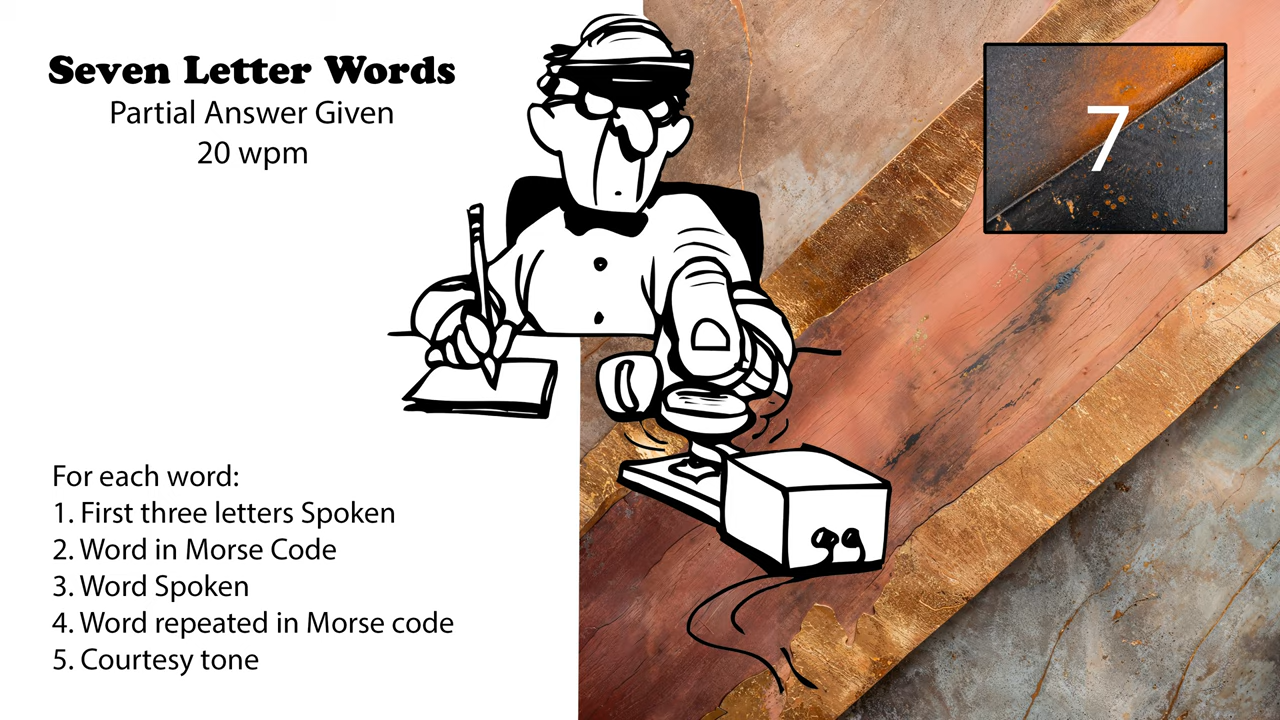 Seven Letter Words
Partial Answer Given
20 wpm
7
For each word:
1. First three letters Spoken
2. Word in Morse Code
3. Word Spoken
4. Word repeated in Morse code
5. Courtesy tone